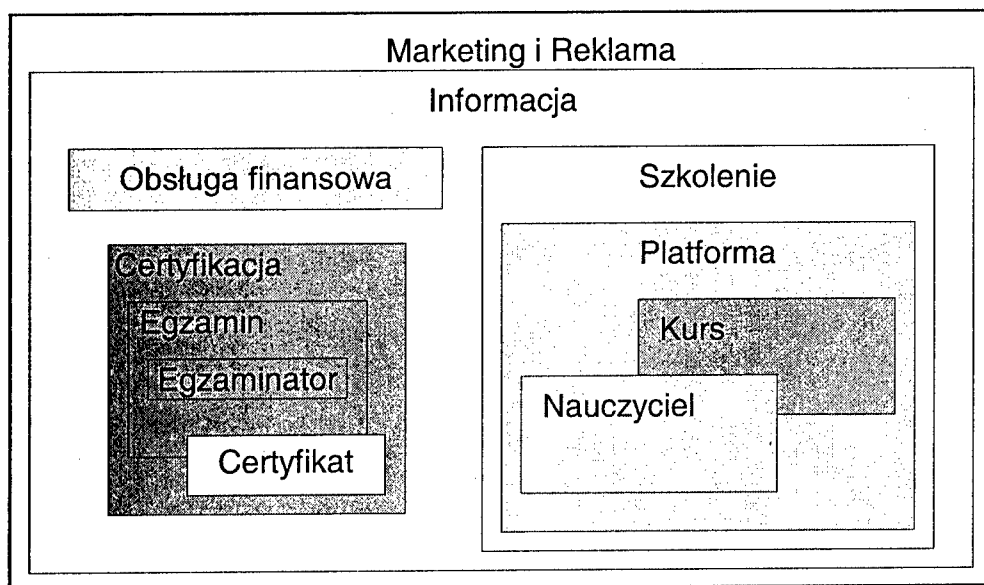 Marketing i Reklama
Informacja
Obsługa finansowa
Szkolenie
Certyfikacja
Egzamin
Egzaminator
Certyfikat
Platforma
Kurs
Nauczyciel